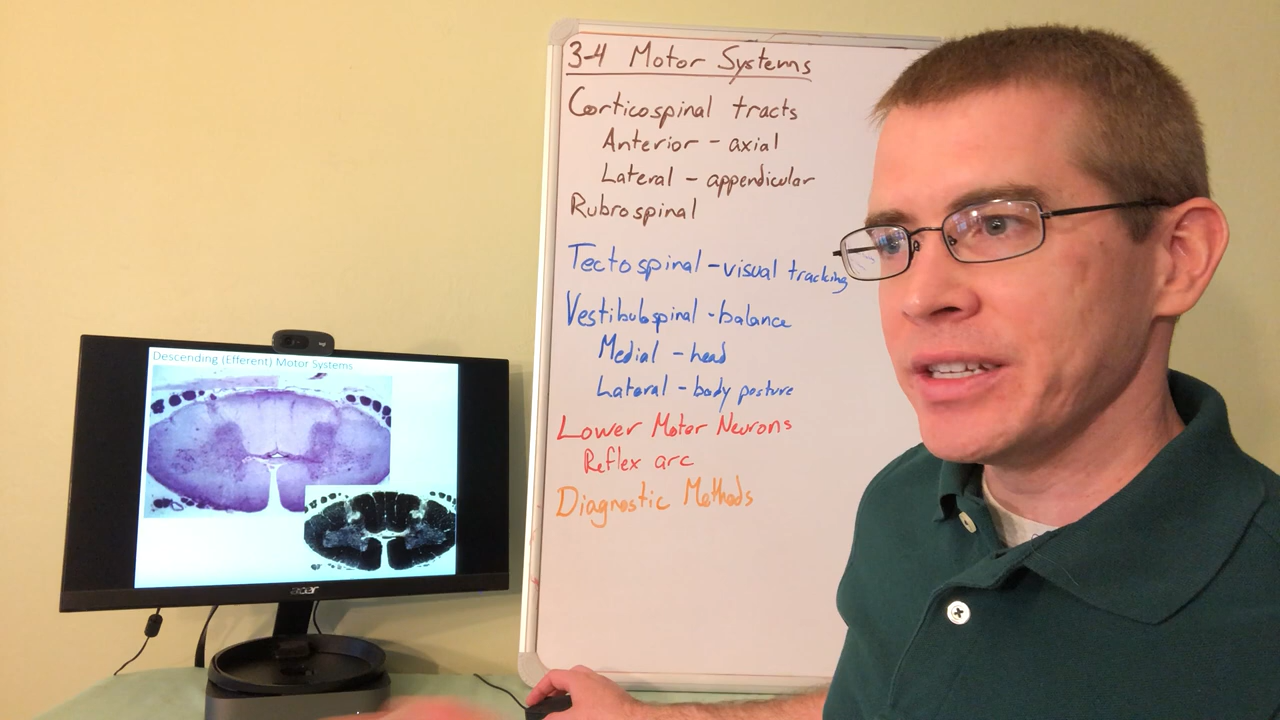 3-4 Motor Systems
Corticospinal tracts
Anterior - axial
Lateral - appendicular
Rubrospinal
Tectospinal - visual tracking
Vestibulospinal - balance
Medial - head
Lateral - body posture
Lower Motor Neurons
Reflex arc
Diagnostic Methods
Descending (Efferent) Motor Systems
logi
acer